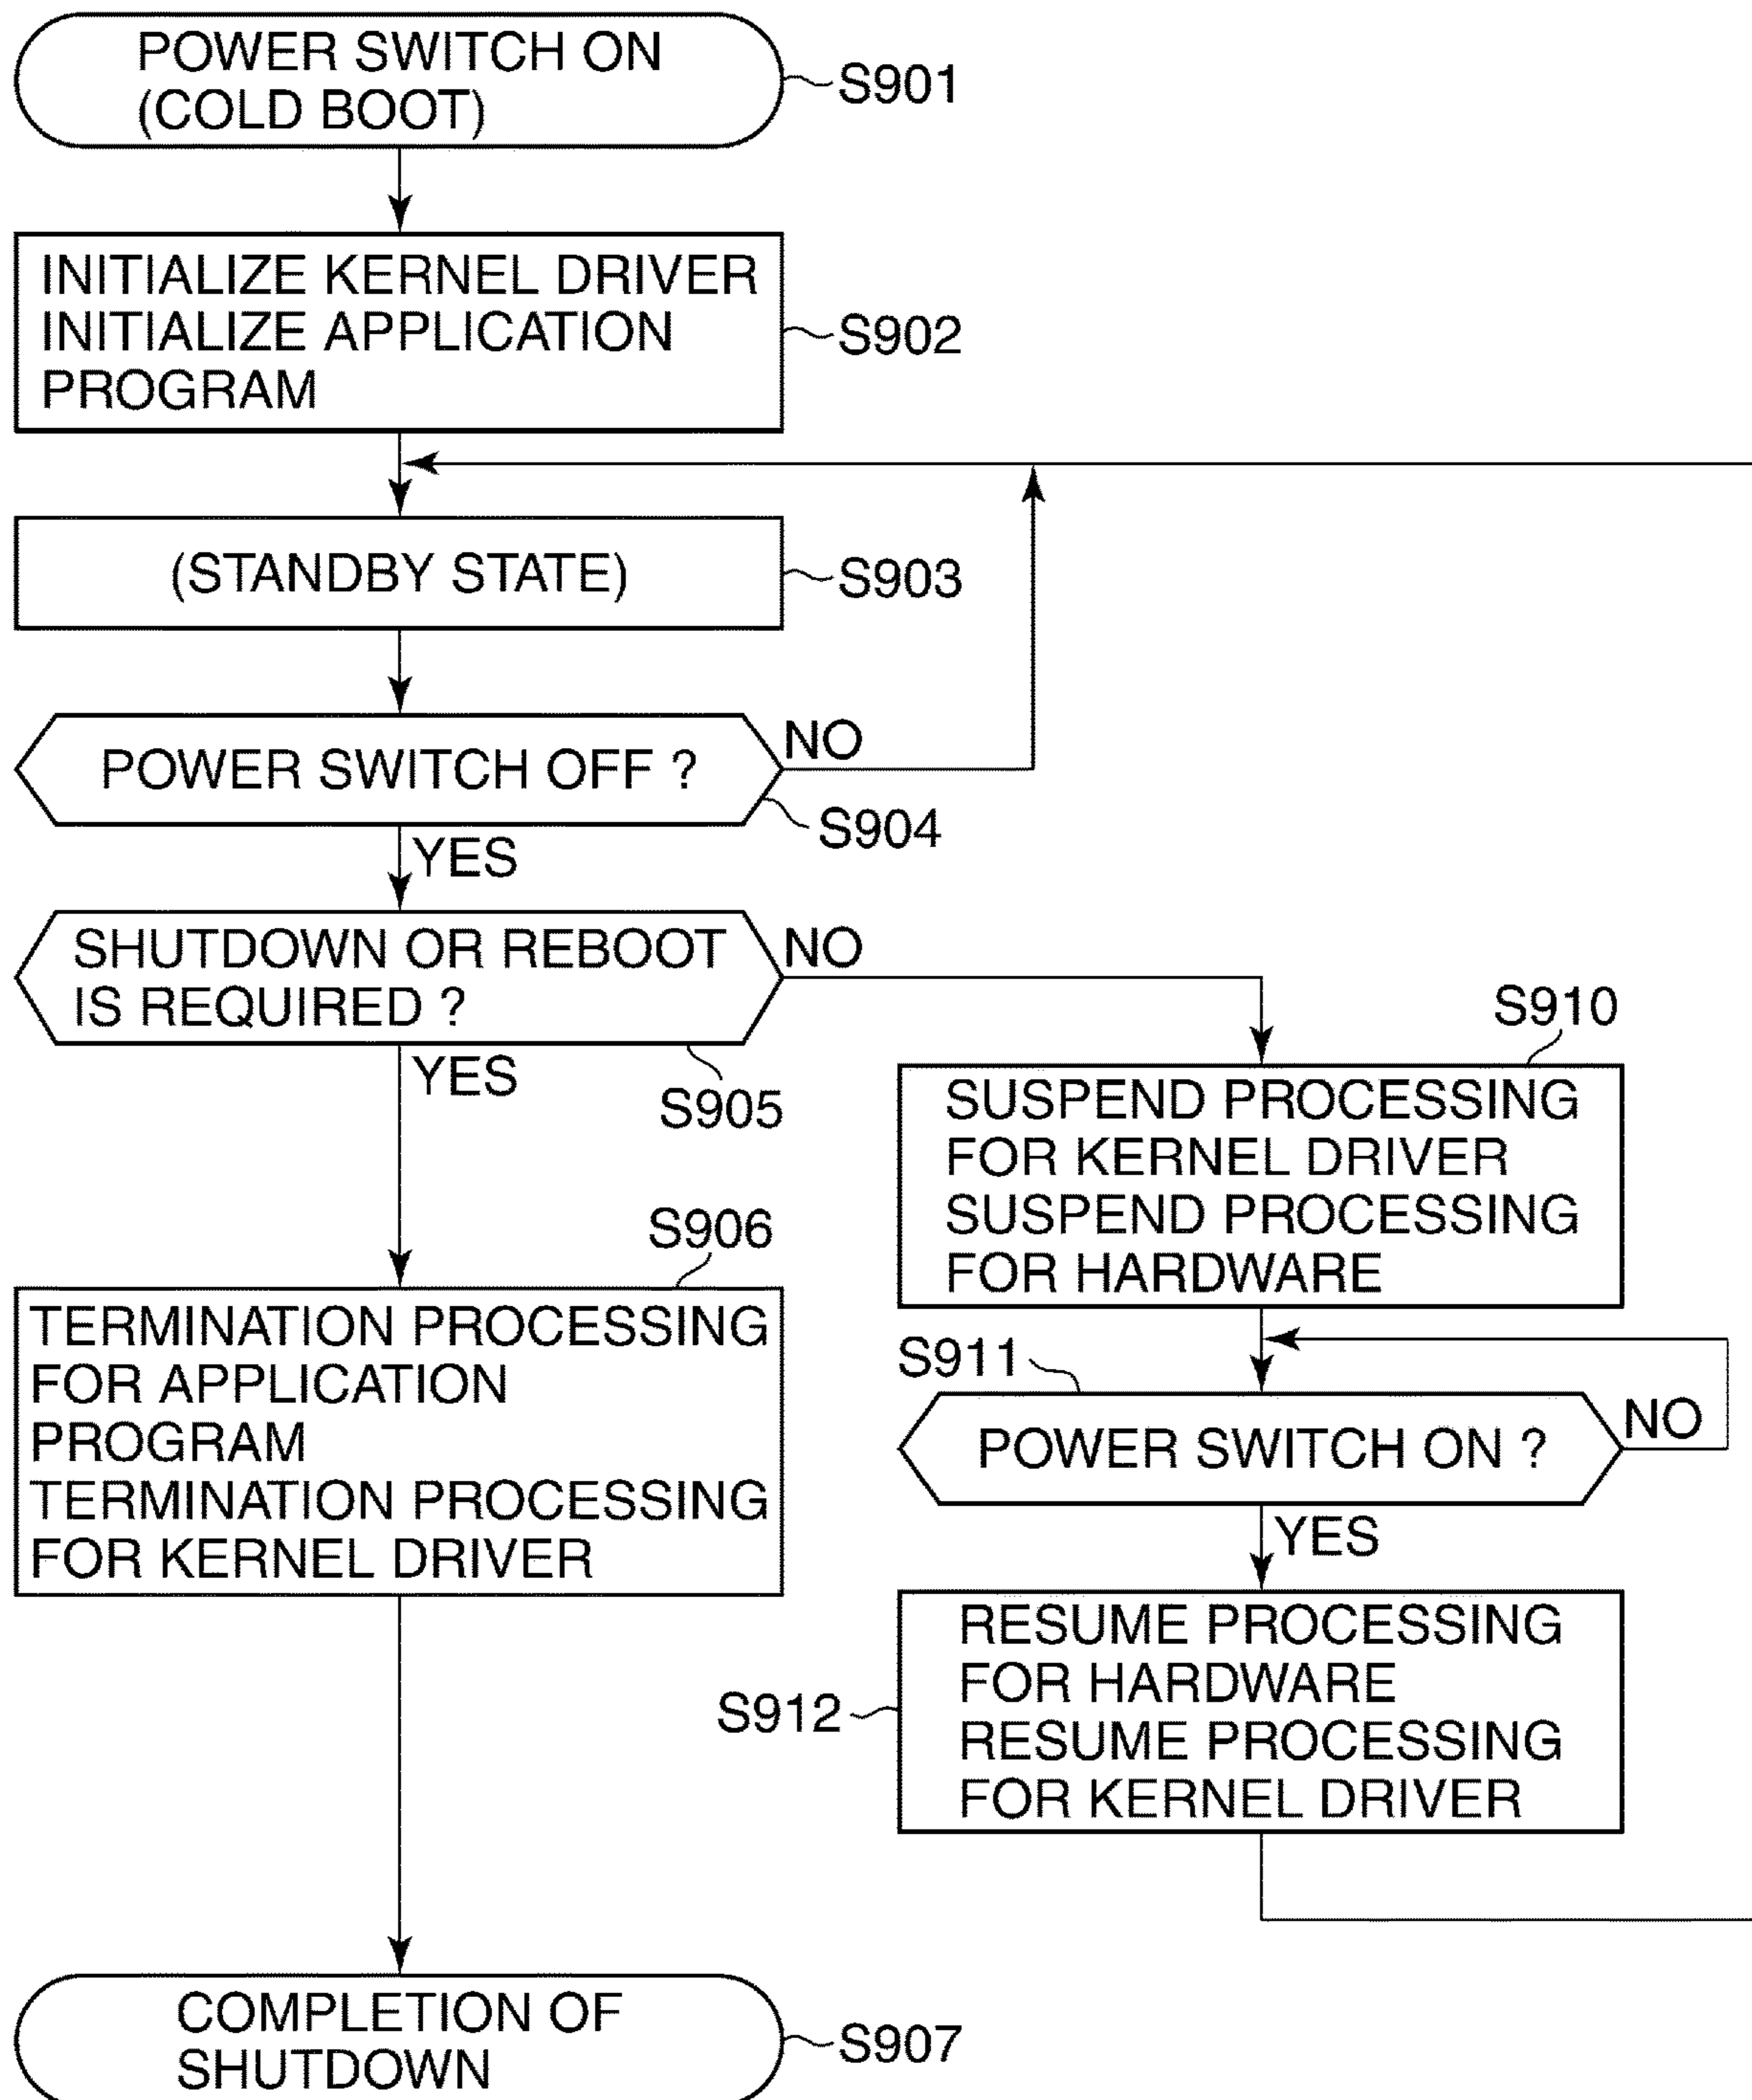 POWER SWITCH ON
(COLD BOOT)
S901
INITIALIZE KERNEL DRIVER
INITIALIZE APPLICATION
PROGRAM
S902
(STANDBY STATE)
S903
POWER SWITCH OFF ?
NO
S904
YES
SHUTDOWN OR REBOOT
IS REQUIRED ?
NO
S905
YES
S910
SUSPEND PROCESSING
FOR KERNEL DRIVER
SUSPEND PROCESSING
FOR HARDWARE
S906
TERMINATION PROCESSING
FOR APPLICATION
PROGRAM
TERMINATION PROCESSING
FOR KERNEL DRIVER
S911
POWER SWITCH ON ?
NO
YES
RESUME PROCESSING
FOR HARDWARE
RESUME PROCESSING
FOR KERNEL DRIVER
S912
COMPLETION OF
SHUTDOWN
S907